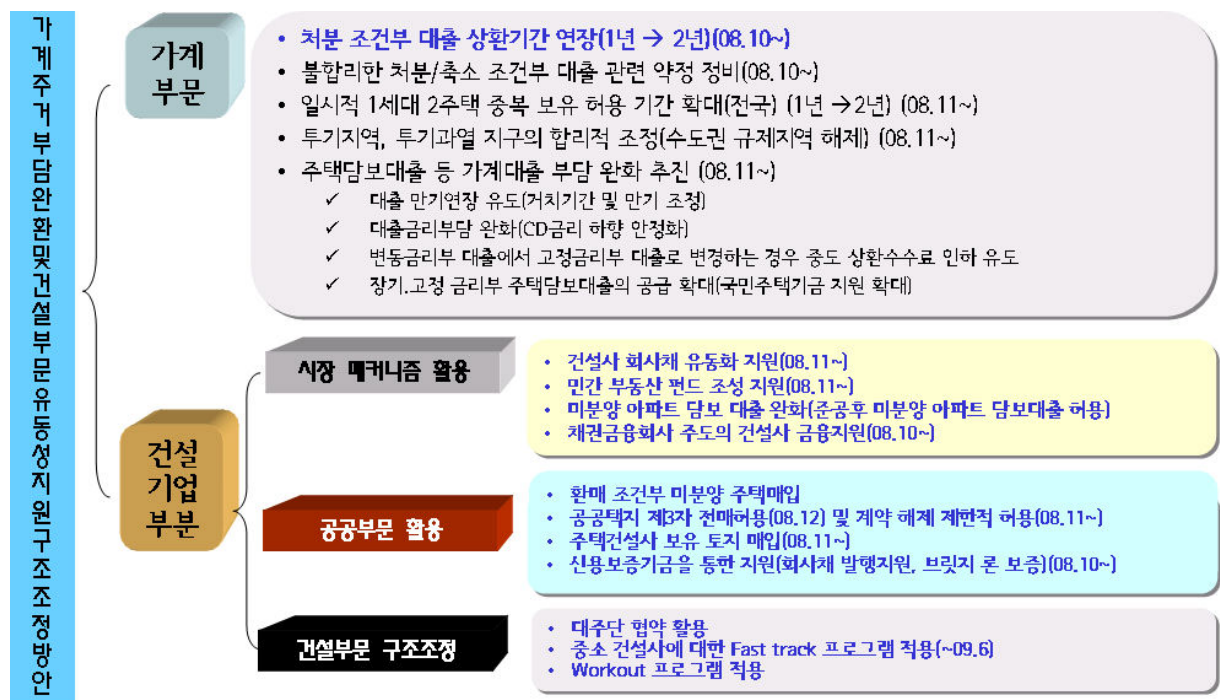 가계주거부담완환및건설부문유동성지원구조조정방안
가계
부문
• 처분 조건부 대출 상환기간 연장(1년 → 2년)(08.10~)
• 불합리한 처분/축소 조건부 대출 관련 약정 정비(08.10~)
• 일시적 1세대 2주택 중복 보유 허용 기간 확대(전국) (1년 →2년) (08.11~)
• 투기지역, 투기과열 지구의 합리적 조정(수도권 규제지역 해제) (08.11~)
• 주택담보대출 등 가계대출 부담 완화 추진 (08.11~)
✓ 대출 만기연장 유도(거치기간 및 만기 조정)
✓ 대출금리부담 완화(CD금리 하향 안정화)
✓ 변동금리부 대출에서 고정금리부 대출로 변경하는 경우 중도 상환수수료 인하 유도
✓ 장기.고정 금리부 주택담보대출의 공급 확대(국민주택기금 지원 확대)
건설
기업
부분
시장 메커니즘 활용
• 건설사 회사채 유동화 지원(08.11~)
• 민간 부동산 펀드 조성 지원(08.11~)
• 미분양 아파트 담보 대출 완화(준공후 미분양 아파트 담보대출 허용)
• 채권금융회사 주도의 건설사 금융지원(08.10~)
공공부문 활용
• 환매 조건부 미분양 주택매입
• 공공택지 제3자 전매허용(08.12) 및 계약 해제 제한적 허용(08.11~)
• 주택건설사 보유 토지 매입(08.11~)
• 신용보증기금을 통한 지원(회사채 발행지원, 브릿지 론 보증)(08.10~)
건설부문 구조조정
• 대주단 협약 활용
• 중소 건설사에 대한 Fast track 프로그램 적용(~09.6)
• Workout 프로그램 적용